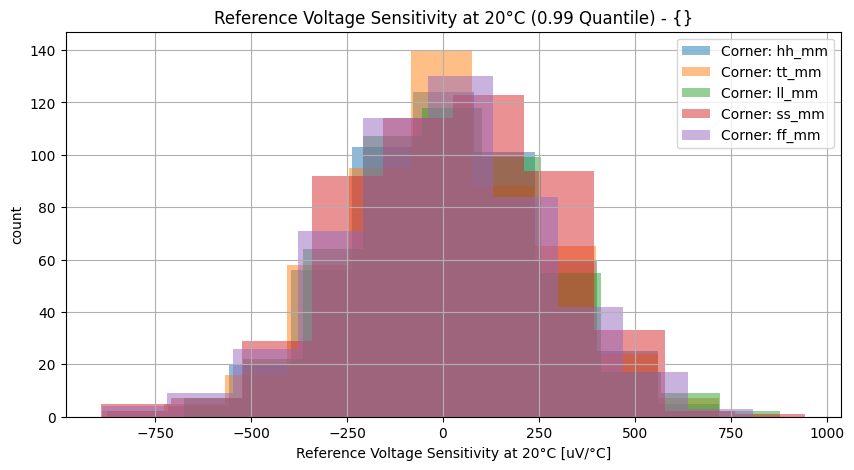 Reference Voltage Sensitivity at 20°C (0.99 Quantile) - {}
Corner: hh_mm
Corner: tt_mm
Corner: ll_mm
Corner: ss_mm
Corner: ff_mm
140
120
100
80
60
40
20
0
count
−750
−500
−250
0
250
500
750
1000
Reference Voltage Sensitivity at 20°C [uV/°C]